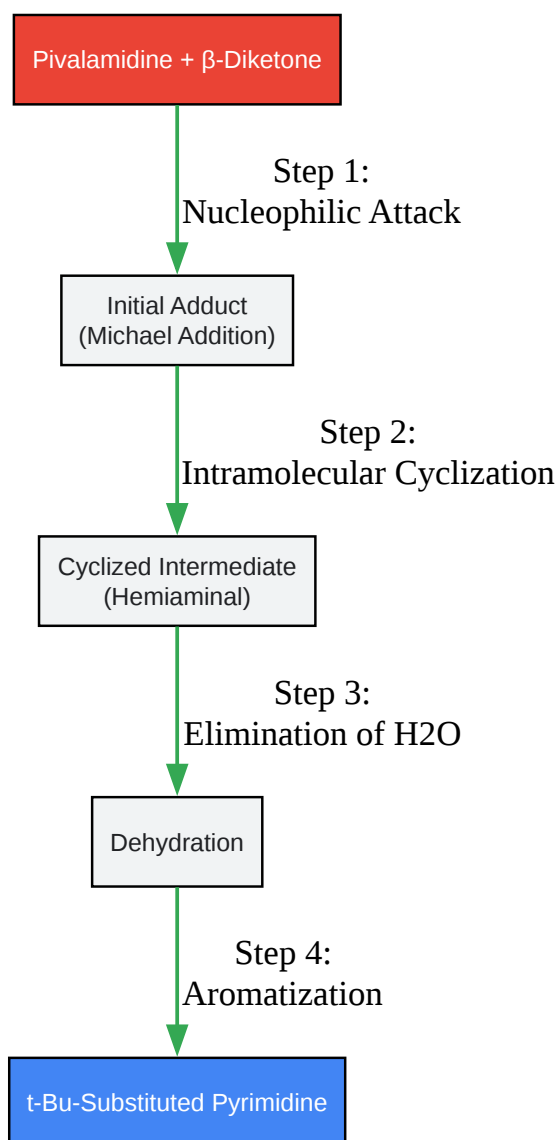 Pivalamidine + β-Diketone
Step 1:
Nucleophilic Attack
Initial Adduct
(Michael Addition)
Step 2:
Intramolecular Cyclization
Cyclized Intermediate
(Hemiaminal)
Step 3:
Elimination of H2O
Dehydration
Step 4:
Aromatization
t-Bu-Substituted Pyrimidine